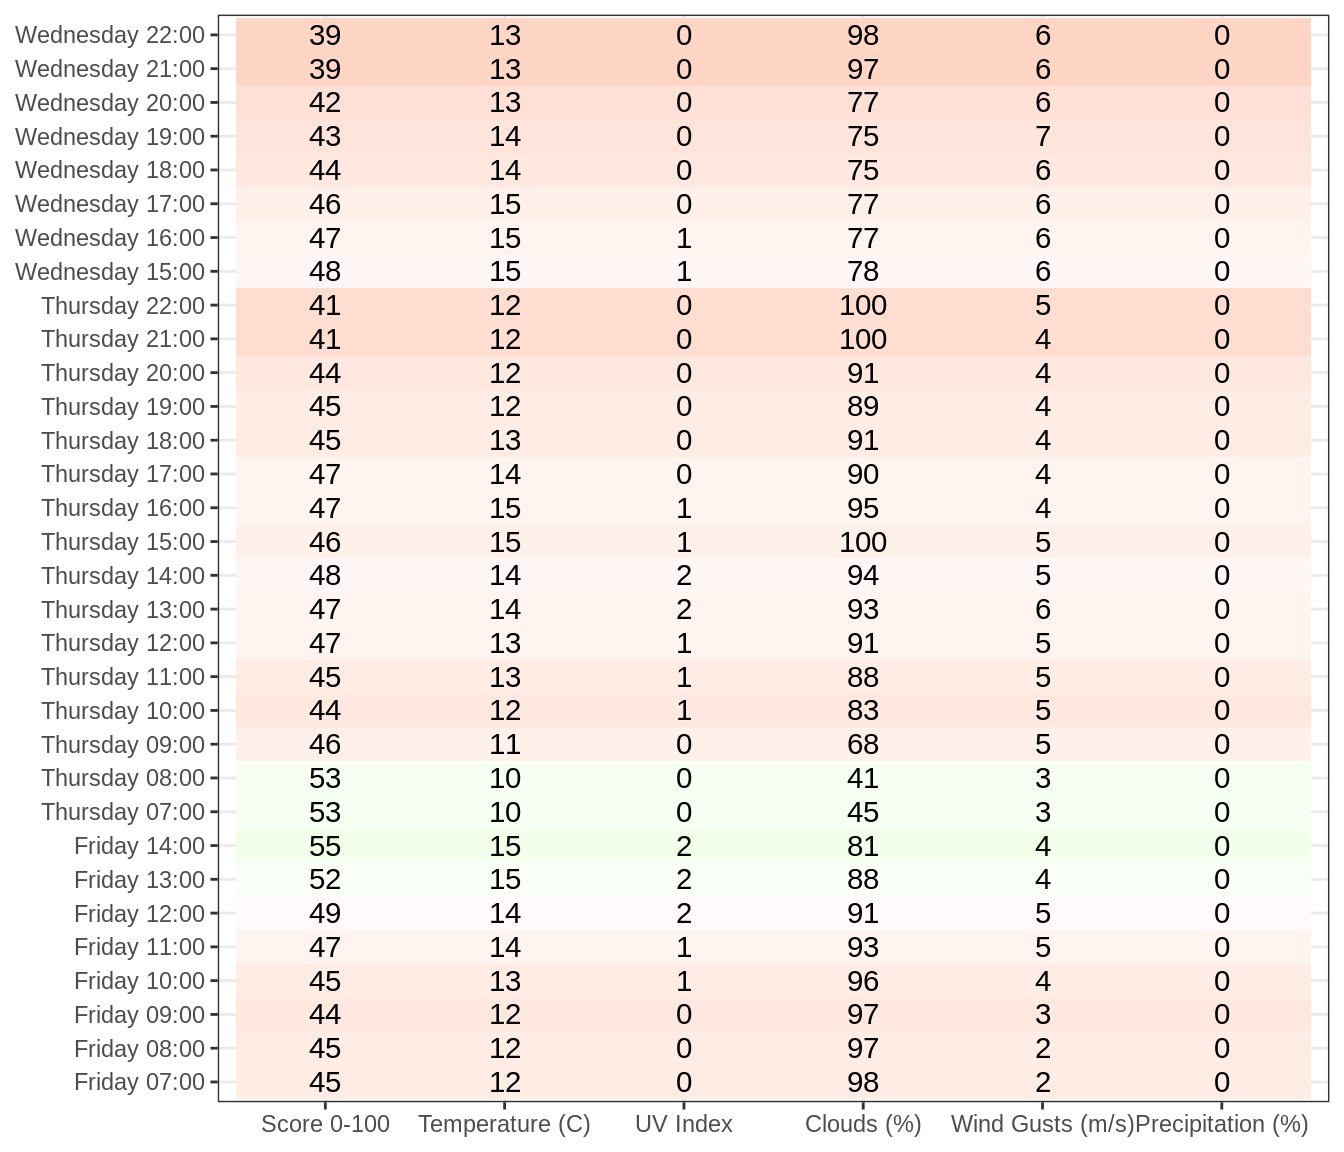 Wednesday 22:00 39 13 0 98 6 0
Wednesday 21:00 39 13 0 97 6 0
Wednesday 20:00 42 13 0 77 6 0
Wednesday 19:00 43 14 0 75 7 0
Wednesday 18:00 44 14 0 75 6 0
Wednesday 17:00 46 15 0 77 6 0
Wednesday 16:00 47 15 1 77 6 0
Wednesday 15:00 48 15 1 78 6 0
Thursday 22:00 41 12 0 100 5 0
Thursday 21:00 41 12 0 100 4 0
Thursday 20:00 44 12 0 91 4 0
Thursday 19:00 45 12 0 89 4 0
Thursday 18:00 45 13 0 91 4 0
Thursday 17:00 47 14 0 90 4 0
Thursday 16:00 47 15 1 95 4 0
Thursday 15:00 46 15 1 100 5 0
Thursday 14:00 48 14 2 94 5 0
Thursday 13:00 47 14 2 93 6 0
Thursday 12:00 47 13 1 91 5 0
Thursday 11:00 45 13 1 88 5 0
Thursday 10:00 44 12 1 83 5 0
Thursday 09:00 46 11 0 68 5 0
Thursday 08:00 53 10 0 41 3 0
Thursday 07:00 53 10 0 45 3 0
Friday 14:00 55 15 2 81 4 0
Friday 13:00 52 15 2 88 4 0
Friday 12:00 49 14 2 91 5 0
Friday 11:00 47 14 1 93 5 0
Friday 10:00 45 13 1 96 4 0
Friday 09:00 44 12 0 97 3 0
Friday 08:00 45 12 0 97 2 0
Friday 07:00 45 12 0 98 2 0
Score 0-100 Temperature (C) UV Index Clouds (%) Wind Gusts (m/s) Precipitation (%)